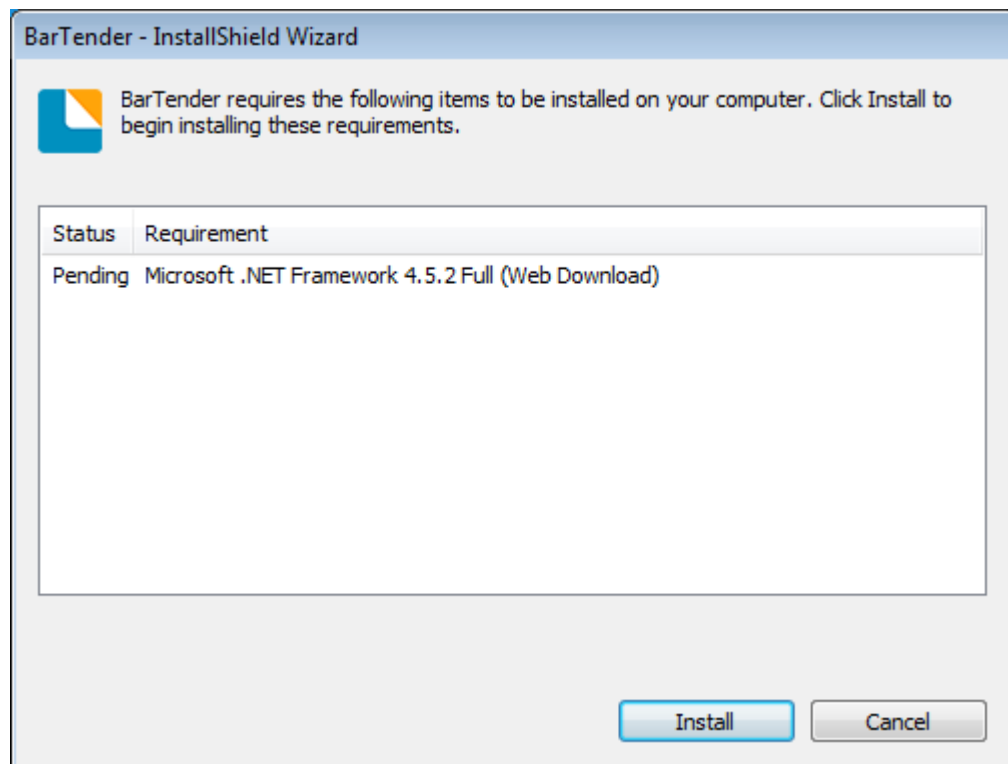 BarTender - InstallShield Wizard
BarTender requires the following items to be installed on your computer. Click Install to
begin installing these requirements.
Status Requirement
Pending Microsoft .NET Framework 4.5.2 Full (Web Download)
Install Cancel